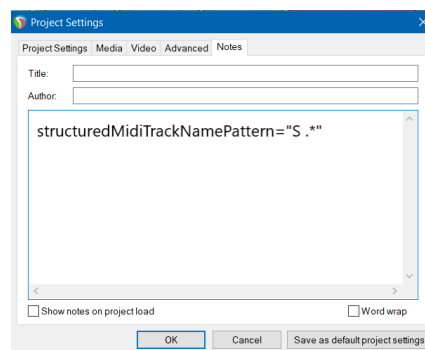 Project Settings
Project Settings Media Video Advanced Notes
Title:
Author:
structuredMidiTrackNamePattern="S .*"
Show notes on project load
Word wrap
OK Cancel Save as default project settings